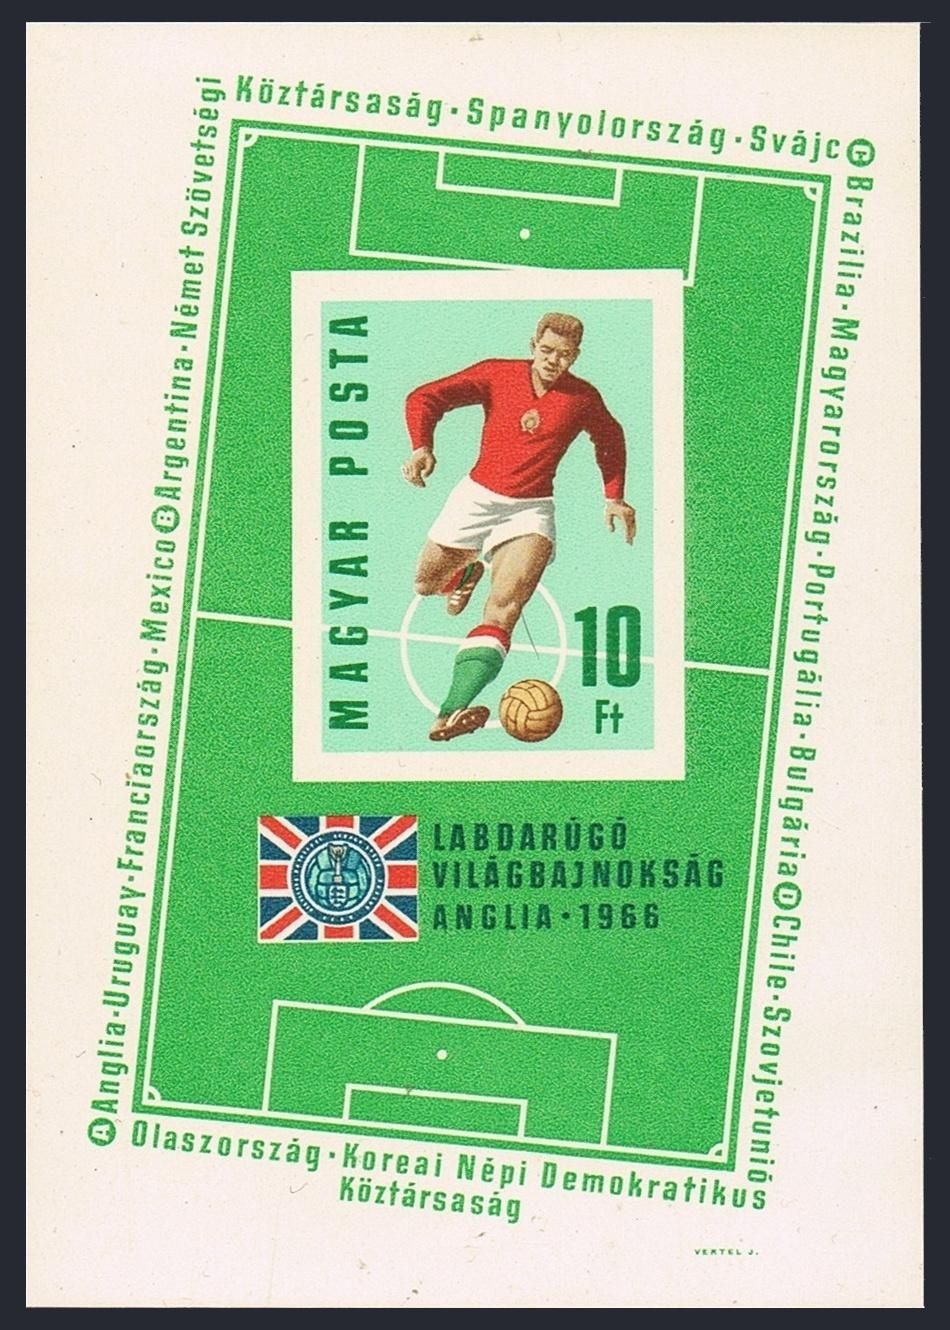 Ⓐ Anglia·Uruguay·Franciaország·Mexico Ⓑ Argentina·Német Szövetségi
Köztársaság·Spanyolország·Svájc Ⓒ
Brazilia·Magyarország·Portugália·Bulgária Ⓓ Chile·Szovjetunió
Olaszország·Koreai Népi Demokratikus
Köztársaság
MAGYAR POSTA
10
Ft
LABDARÚGÓ
VILÁGBAJNOKSÁG
ANGLIA·1966
VERTEL J.